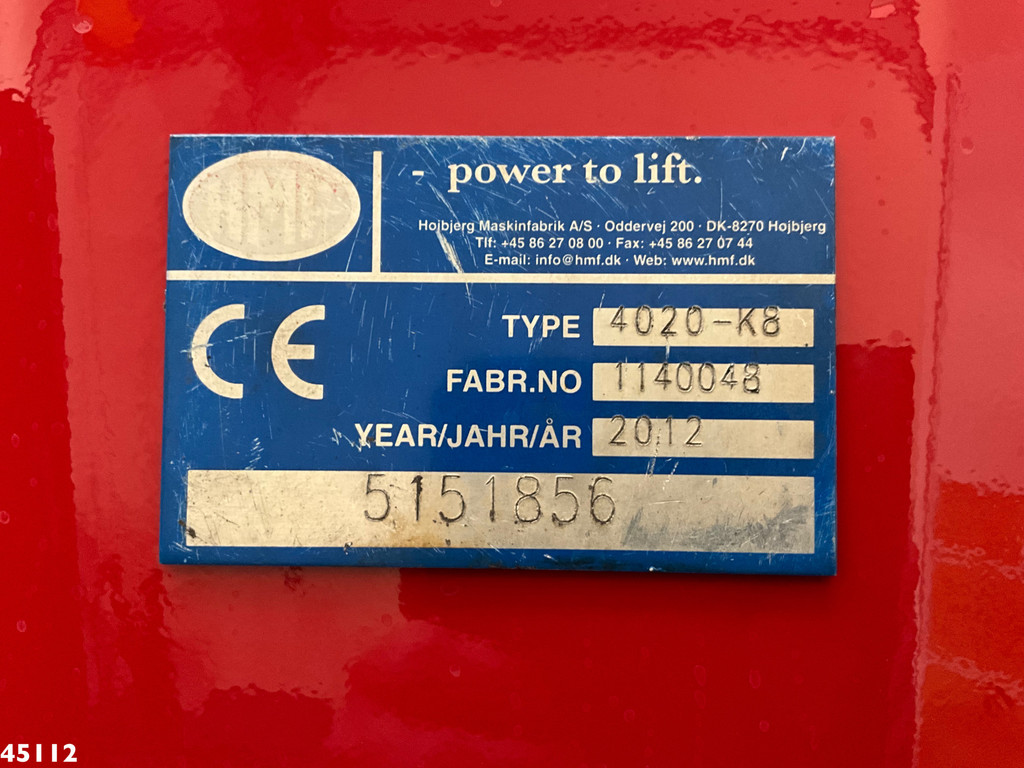 HMF
- power to lift.
Hojbjerg Maskinfabrik A/S · Oddervej 200 · DK-8270 Hojbjerg
Tlf: +45 86 27 08 00 · Fax: +45 86 27 07 44
E-mail: info@hmf.dk · Web: www.hmf.dk
CE
TYPE 4020-K8
FABR.NO 1140048
YEAR/JAHR/ÅR 2012
5151856
45112